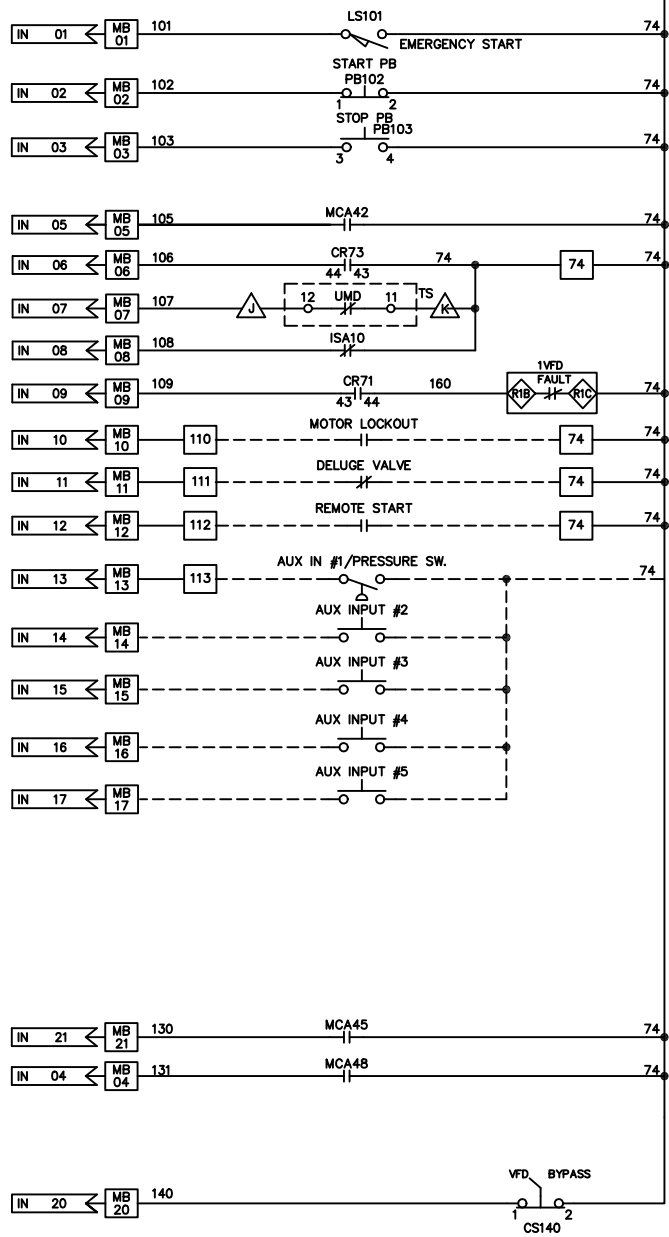 LS101
IN 01 MB 01 101 74
EMERGENCY START
START PB
PB102
IN 02 MB 02 102 74
1 2
STOP PB
PB103
IN 03 MB 03 103 74
3 4
MCA42
IN 05 MB 05 105 74
CR73
IN 06 MB 06 106 74 74 74
44 43
IN 07 MB 07 107 J 12 UMD 11 TS K
ISA10
IN 08 MB 08 108
1VFD
FAULT
CR71
IN 09 MB 09 109 160 R1B R1C 74
43 44
MOTOR LOCKOUT
IN 10 MB 10 110 74 74
DELUGE VALVE
IN 11 MB 11 111 74 74
REMOTE START
IN 12 MB 12 112 74 74
AUX IN #1/PRESSURE SW.
IN 13 MB 13 113 74
AUX INPUT #2
IN 14 MB 14
AUX INPUT #3
IN 15 MB 15
AUX INPUT #4
IN 16 MB 16
AUX INPUT #5
IN 17 MB 17
MCA45
IN 21 MB 21 130 74
MCA48
IN 04 MB 04 131 74
VFD BYPASS
IN 20 MB 20 140
1 2
CS140